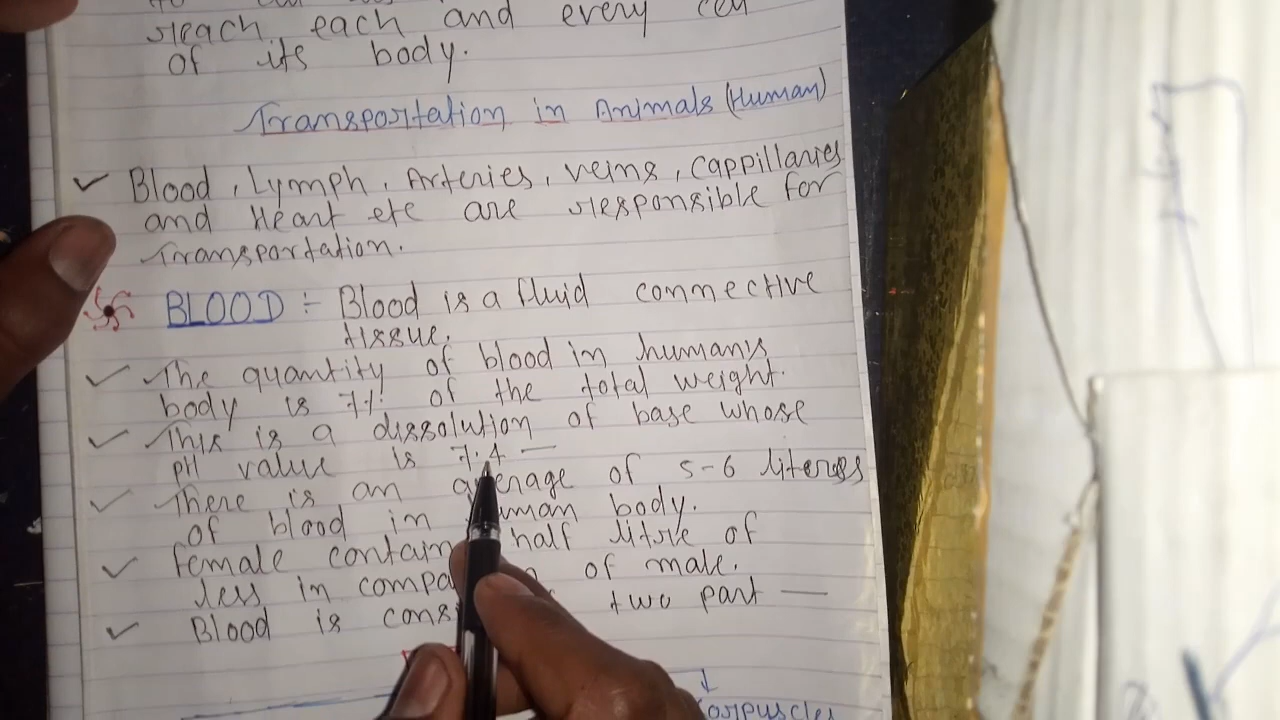 reach each and every cell
of its body.
Transportation in Animals (Human)
Blood, Lymph, Arteries, veins, cappillaries
and Heart etc are responsible for
Transportation.
BLOOD :- Blood is a fluid connective
tissue.
The quantity of blood in human's
body is 7% of the total weight.
This is a dissolution of base whose
pH value is 7.4 —
There is an average of 5-6 literes
of blood in human body.
female contam half litre of
less in of male.
Blood is two part —
corpuscles